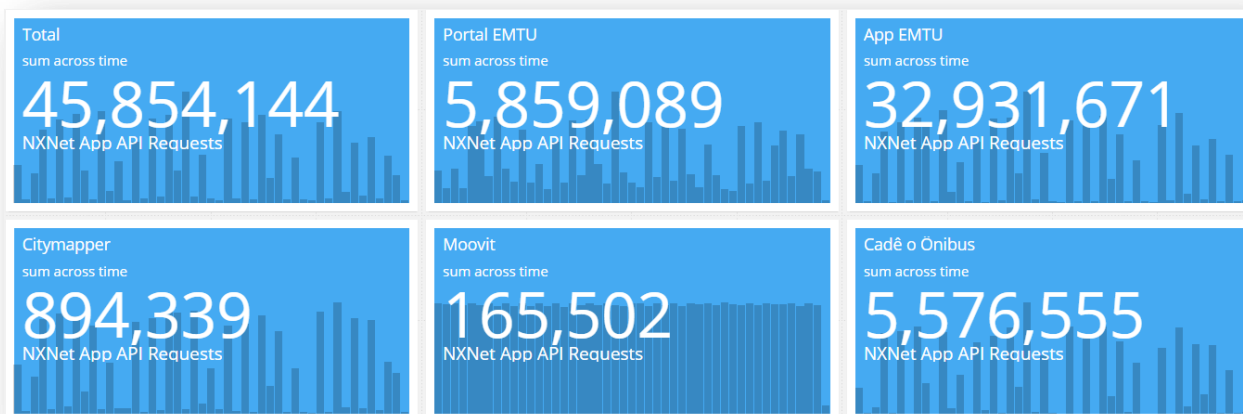 Total
sum across time
45,854,144
NXNet App API Requests
Portal EMTU
sum across time
5,859,089
NXNet App API Requests
App EMTU
sum across time
32,931,671
NXNet App API Requests
Citymapper
sum across time
894,339
NXNet App API Requests
Moovit
sum across time
165,502
NXNet App API Requests
Cadê o Ônibus
sum across time
5,576,555
NXNet App API Requests